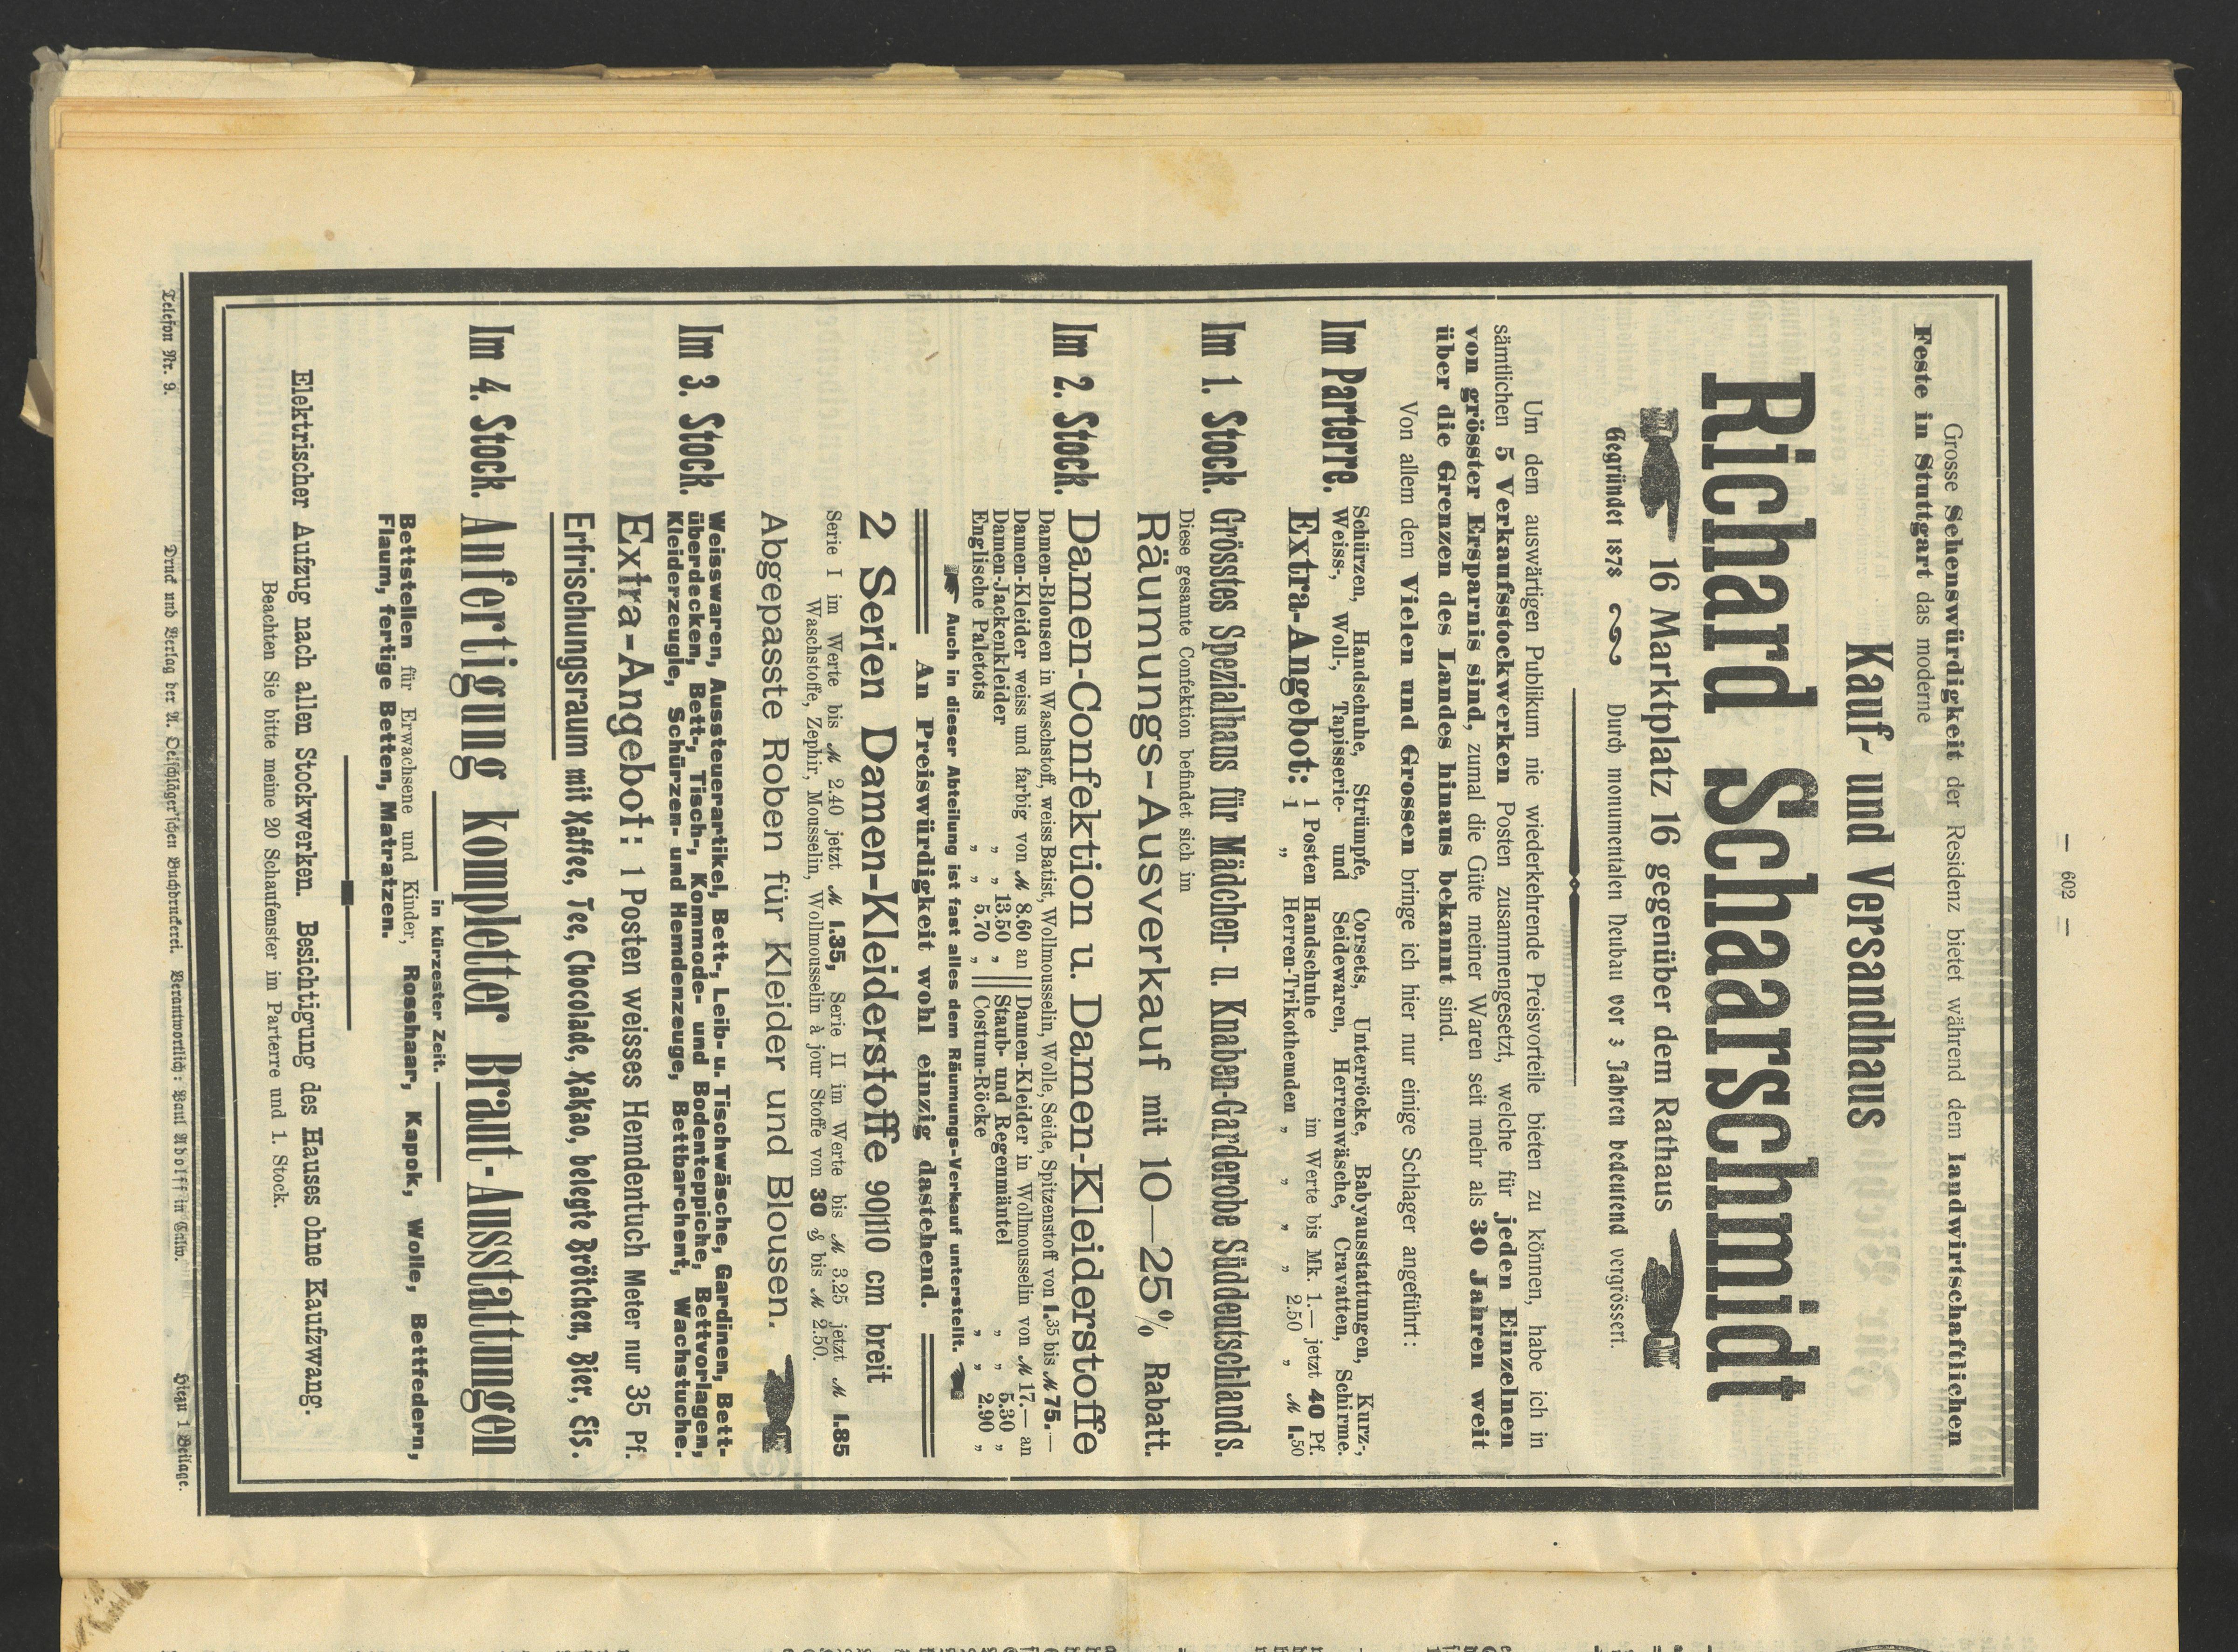 — 602 —
Grosse Sehenswürdigkeit der Residenz bietet während dem landwirtschaftlichen
Feste in Stuttgart das moderne
Kauf- und Versandhaus
Richard Schaarschmidt
16 Marktplatz 16 gegenüber dem Rathaus
Gegründet 1878 Durch monumentalen Neubau vor 3 Jahren bedeutend vergrössert.
Um dem auswärtigen Publikum nie wiederkehrende Preisvorteile bieten zu können, habe ich in
sämtlichen 5 Verkaufsstockwerken Posten zusammengesetzt, welche für jeden Einzelnen
von grösster Ersparnis sind, zumal die Güte meiner Waren seit mehr als 30 Jahren weit
über die Grenzen des Landes hinaus bekannt sind.
Von allem dem Vielen und Grossen bringe ich hier nur einige Schlager angeführt:
Im Parterre. Schürzen, Handschuhe, Strümpfe, Corsets, Unterröcke, Babyausstattungen, Kurz-,
Weiss-, Woll-, Tapisserie- und Seidewaren, Herrenwäsche, Cravatten, Schirme.
Extra-Angebot: 1 Posten Handschuhe im Werte bis Mk. 1.— jetzt 40 Pf.
1 „ Herren-Trikothemden „ „ „ „ 2.50 „ ℳ 1.50
Im 1. Stock. Grösstes Spezialhaus für Mädchen- u. Knaben-Garderobe Süddeutschlands.
Diese gesamte Confektion befindet sich im
Räumungs-Ausverkauf mit 10—25% Rabatt.
Im 2. Stock. Damen-Confektion u. Damen-Kleiderstoffe
Damen-Blousen in Waschstoff, weiss Batist, Wollmousselin, Wolle, Seide, Spitzenstoff von 1.35 bis ℳ 75.—
Damen-Kleider weiss und farbig von ℳ 8.60 an || Damen-Kleider in Wollmousselin von ℳ 17.— an
Damen-Jackenkleider „ „ 13.50 „ || Staub- und Regenmäntel „ „ 5.30 „
Englische Paletots „ „ 5.70 „ || Costum-Röcke „ „ 2.90 „
Auch in dieser Abteilung ist fast alles dem Räumungs-Verkauf unterstellt.
An Preiswürdigkeit wohl einzig dastehend.
2 Serien Damen-Kleiderstoffe 90|110 cm breit
Serie I im Werte bis ℳ 2.40 jetzt ℳ 1.35, Serie II im Werte bis ℳ 3.25 jetzt ℳ 1.85
Waschstoffe, Zephir, Mousselin, Wollmousselin à jour Stoffe von 30 ₰ bis ℳ 2.50.
Abgepasste Roben für Kleider und Blousen.
Im 3. Stock. Weisswaren, Aussteuerartikel, Bett-, Leib- u. Tischwäsche, Gardinen, Bett-
überdecken, Bett-, Tisch-, Kommode- und Bodenteppiche, Bettvorlagen,
Kleiderzeugle, Schürzen- und Hemdenzeuge, Bettbarchent, Wachstuche.
Extra-Angebot: 1 Posten weisses Hemdentuch Meter nur 35 Pf.
Erfrischungsraum mit Kaffee, Tee, Chocolade, Kakao, belegte Brötchen, Bier, Eis.
Im 4. Stock. Anfertigung kompletter Braut-Ausstattungen
in kürzester Zeit.
Bettstellen für Erwachsene und Kinder, Rosshaar, Kapok, Wolle, Bettfedern,
Flaum, fertige Betten, Matratzen.
Elektrischer Aufzug nach allen Stockwerken. Besichtigung des Hauses ohne Kaufzwang.
Beachten Sie bitte meine 20 Schaufenster im Parterre und 1. Stock.
Telefon Nr. 9. Druck und Verlag der A. Oelschläger'schen Buchdruckerei. Verantwortlich: Paul Adolff in Calw. Hiezu 1 Beilage.